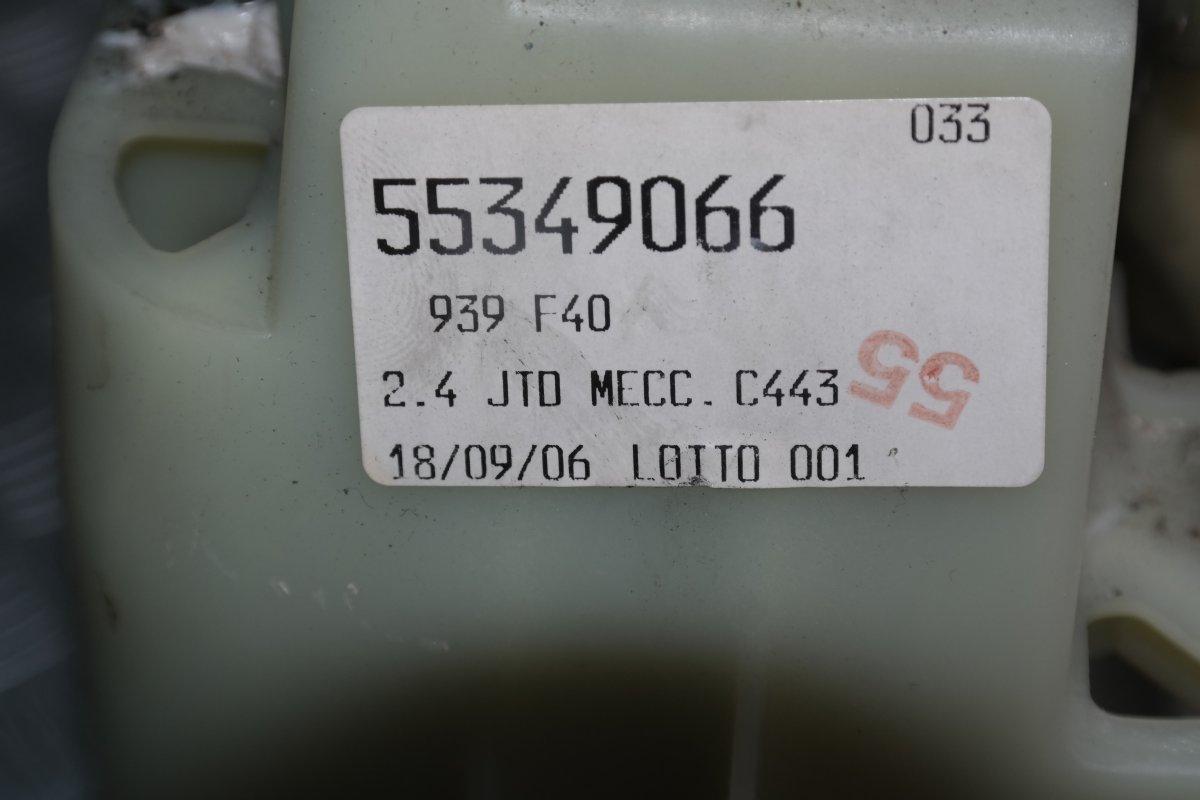 033
55349066
939 F40
2.4 JTD MECC. C443
55
18/09/06 LOTTO 001